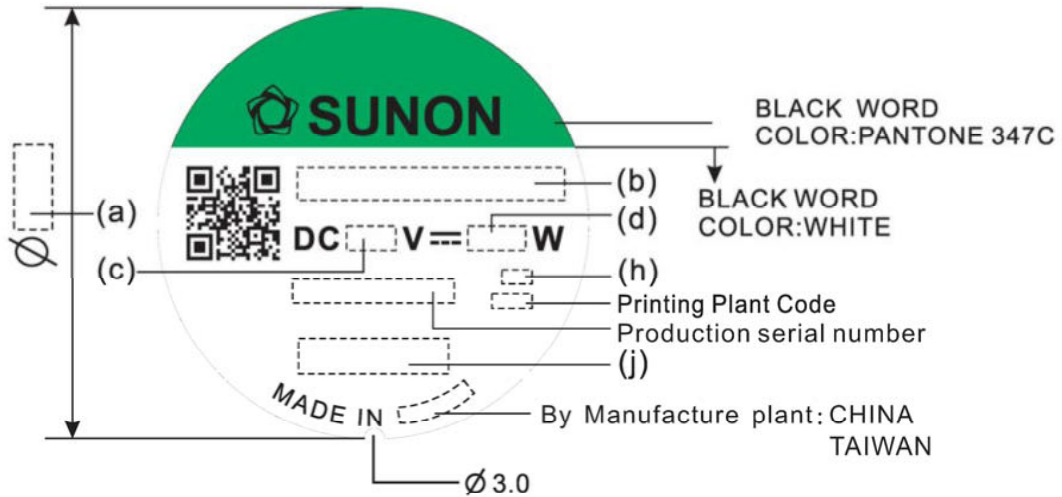 SUNON
BLACK WORD
COLOR:PANTONE 347C
(b)
BLACK WORD
COLOR:WHITE
(a)
Ø
DC V⎓ W
(d)
(c)
(h)
Printing Plant Code
Production serial number
(j)
MADE IN
By Manufacture plant: CHINA
TAIWAN
Ø 3.0